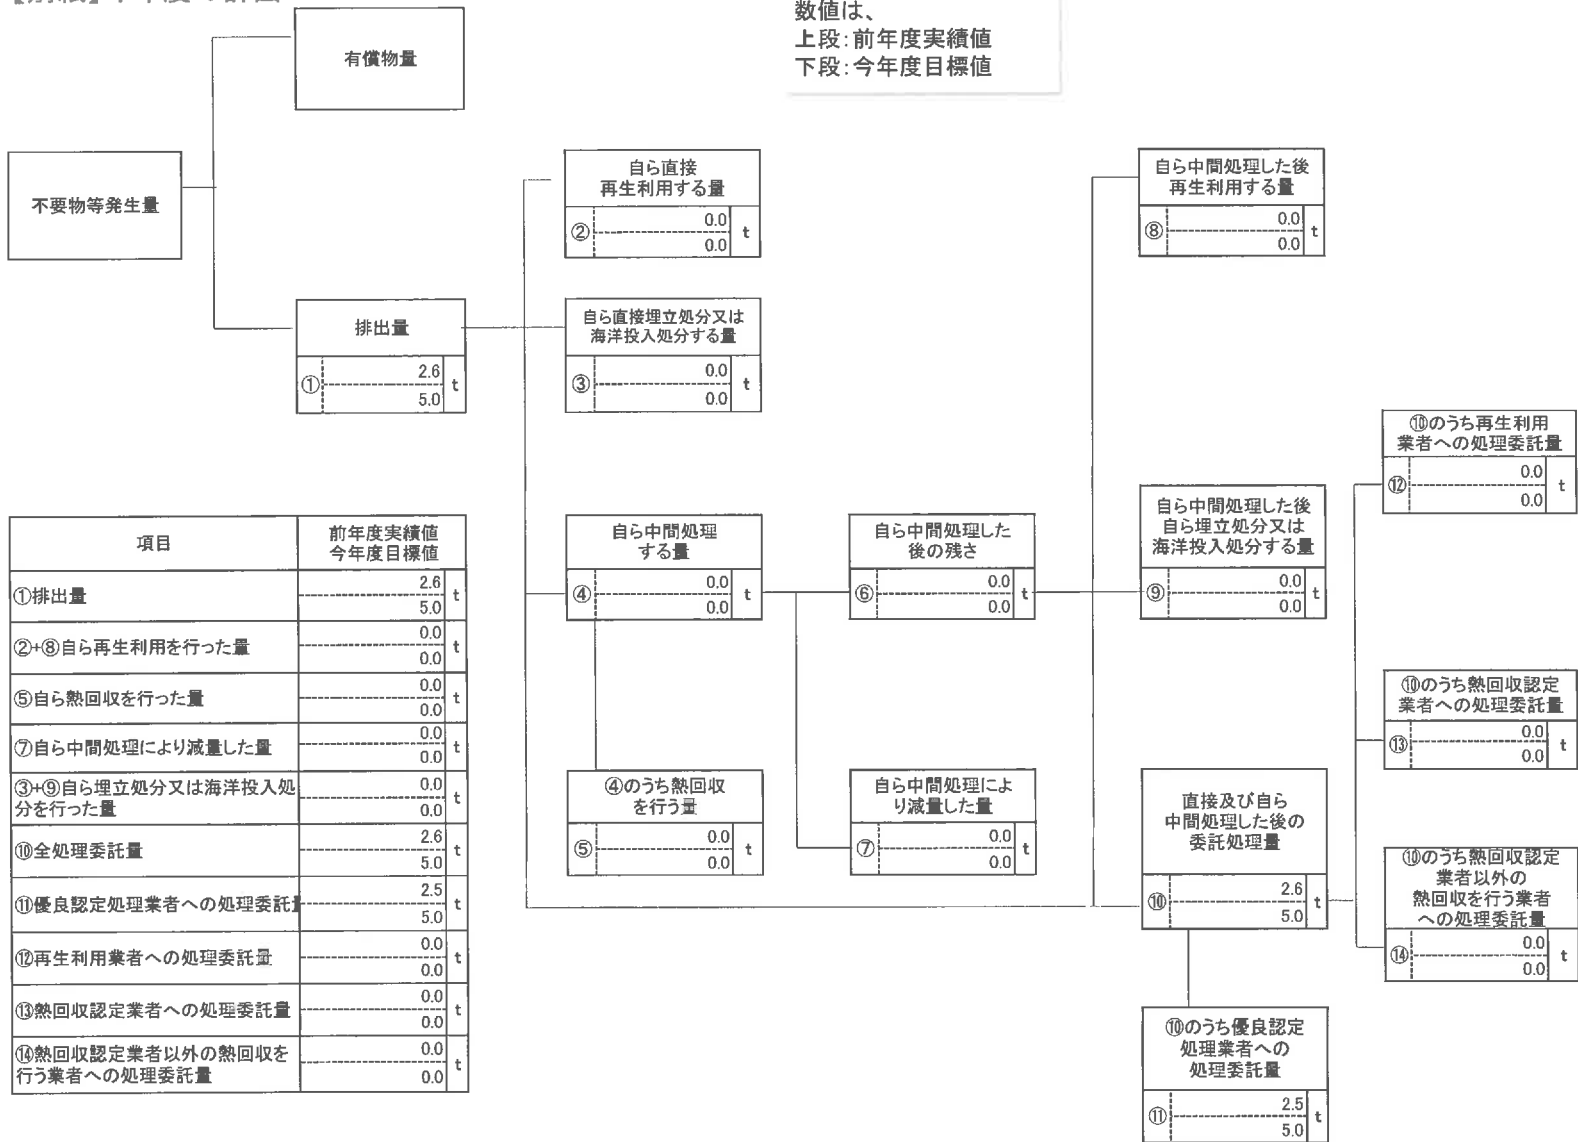 数値は、
上段:前年度実績値
下段:今年度目標値
有償物量
不要物等発生量
排出量
① 2.6 t
5.0
自ら直接
再生利用する量
② 0.0 t
0.0
自ら直接埋立処分又は
海洋投入処分する量
③ 0.0 t
0.0
自ら中間処理した後
再生利用する量
⑧ 0.0 t
0.0
自ら中間処理
する量
④ 0.0 t
0.0
自ら中間処理した
後の残さ
⑥ 0.0 t
0.0
自ら中間処理した後
自ら埋立処分又は
海洋投入処分する量
⑨ 0.0 t
0.0
④のうち熱回収
を行う量
⑤ 0.0 t
0.0
自ら中間処理によ
り減量した量
⑦ 0.0 t
0.0
直接及び自ら
中間処理した後の
委託処理量
⑩ 2.6 t
5.0
⑩のうち優良認定
処理業者への
処理委託量
⑪ 2.5 t
5.0
⑩のうち再生利用
業者への処理委託量
⑫ 0.0 t
0.0
⑩のうち熱回収認定
業者への処理委託量
⑬ 0.0 t
0.0
⑩のうち熱回収認定
業者以外の
熱回収を行う業者
への処理委託量
⑭ 0.0 t
0.0
項目 前年度実績値
今年度目標値
①排出量 2.6 t
5.0
②+⑧自ら再生利用を行った量 0.0 t
0.0
⑤自ら熱回収を行った量 0.0 t
0.0
⑦自ら中間処理により減量した量 0.0 t
0.0
③+⑨自ら埋立処分又は海洋投入処 0.0 t
分を行った量 0.0
⑩全処理委託量 2.6 t
5.0
⑪優良認定処理業者への処理委託 2.5 t
5.0
⑫再生利用業者への処理委託量 0.0 t
0.0
⑬熱回収認定業者への処理委託量 0.0 t
0.0
⑭熱回収認定業者以外の熱回収を 0.0 t
行う業者への処理委託量 0.0